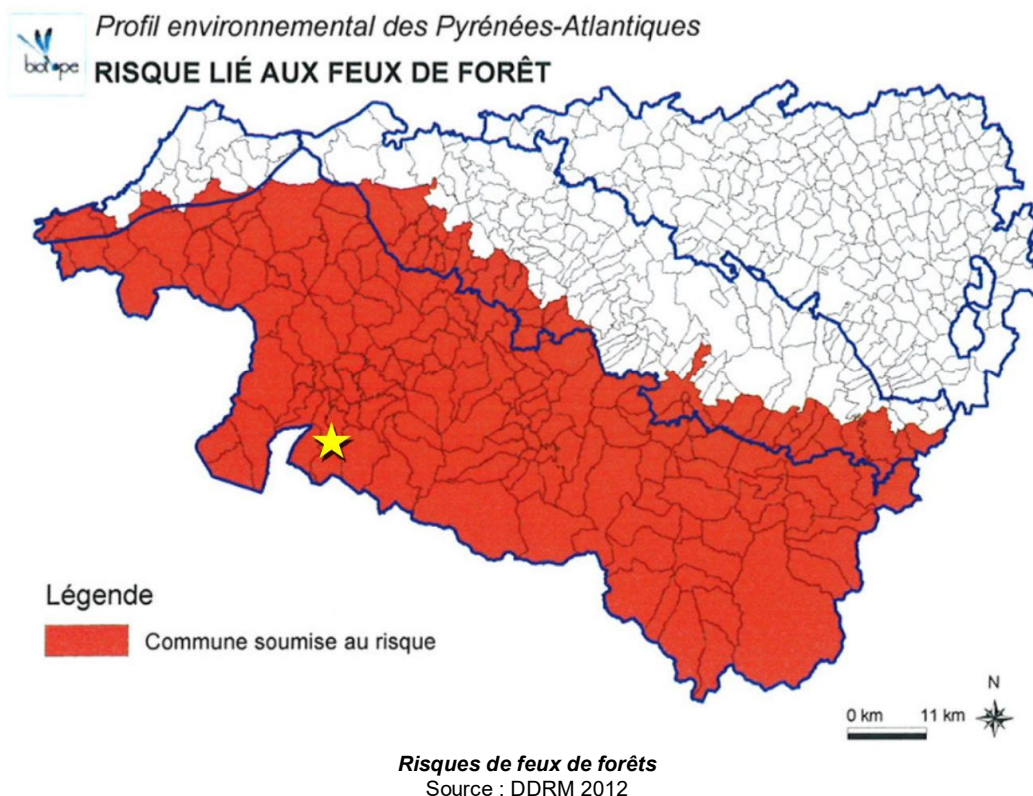 Profil environnemental des Pyrénées-Atlantiques
biotope
RISQUE LIÉ AUX FEUX DE FORÊT
Légende
Commune soumise au risque
N
0 km 11 km
Risques de feux de forêts
Source : DDRM 2012